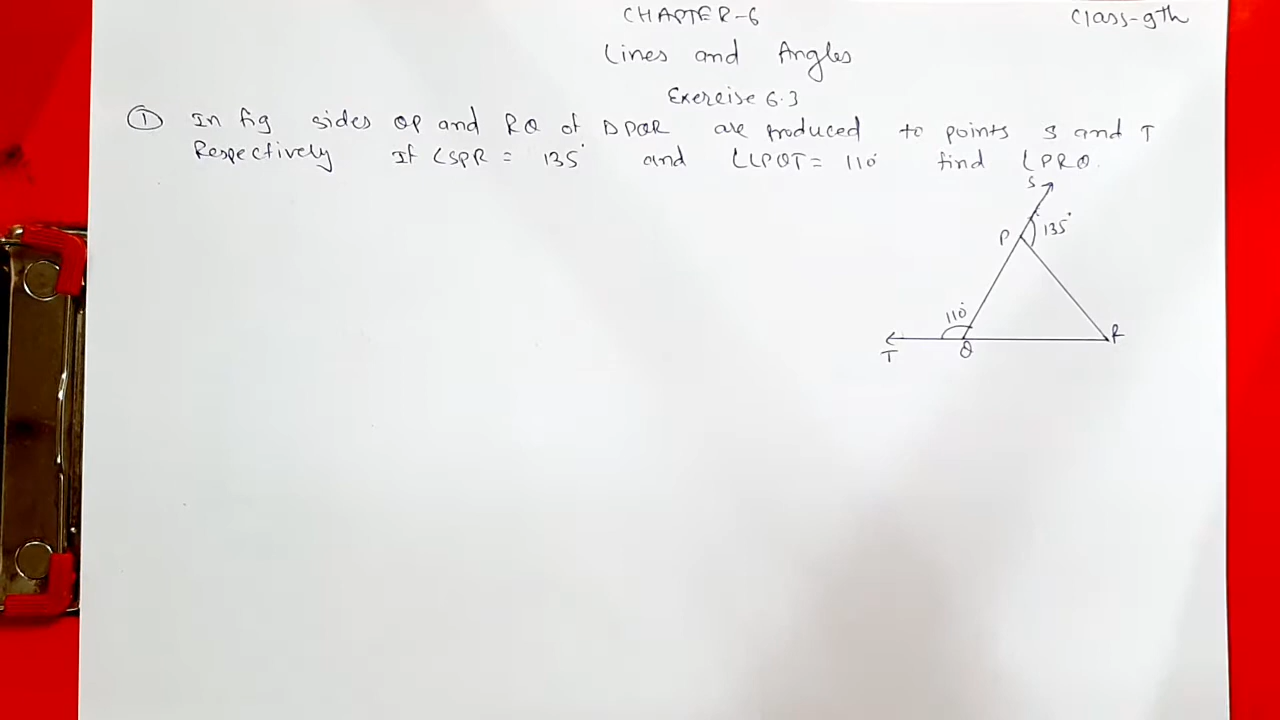 CHAPTER-6
Class-9th
Lines and Angles
Exercise 6.3
① In fig sides QP and RQ of ΔPQR are produced to points S and T
Respectively If ∠SPR = 135° and ∠∠PQT = 110° find ∠PRQ.
S
P 135°
110°
T Q R